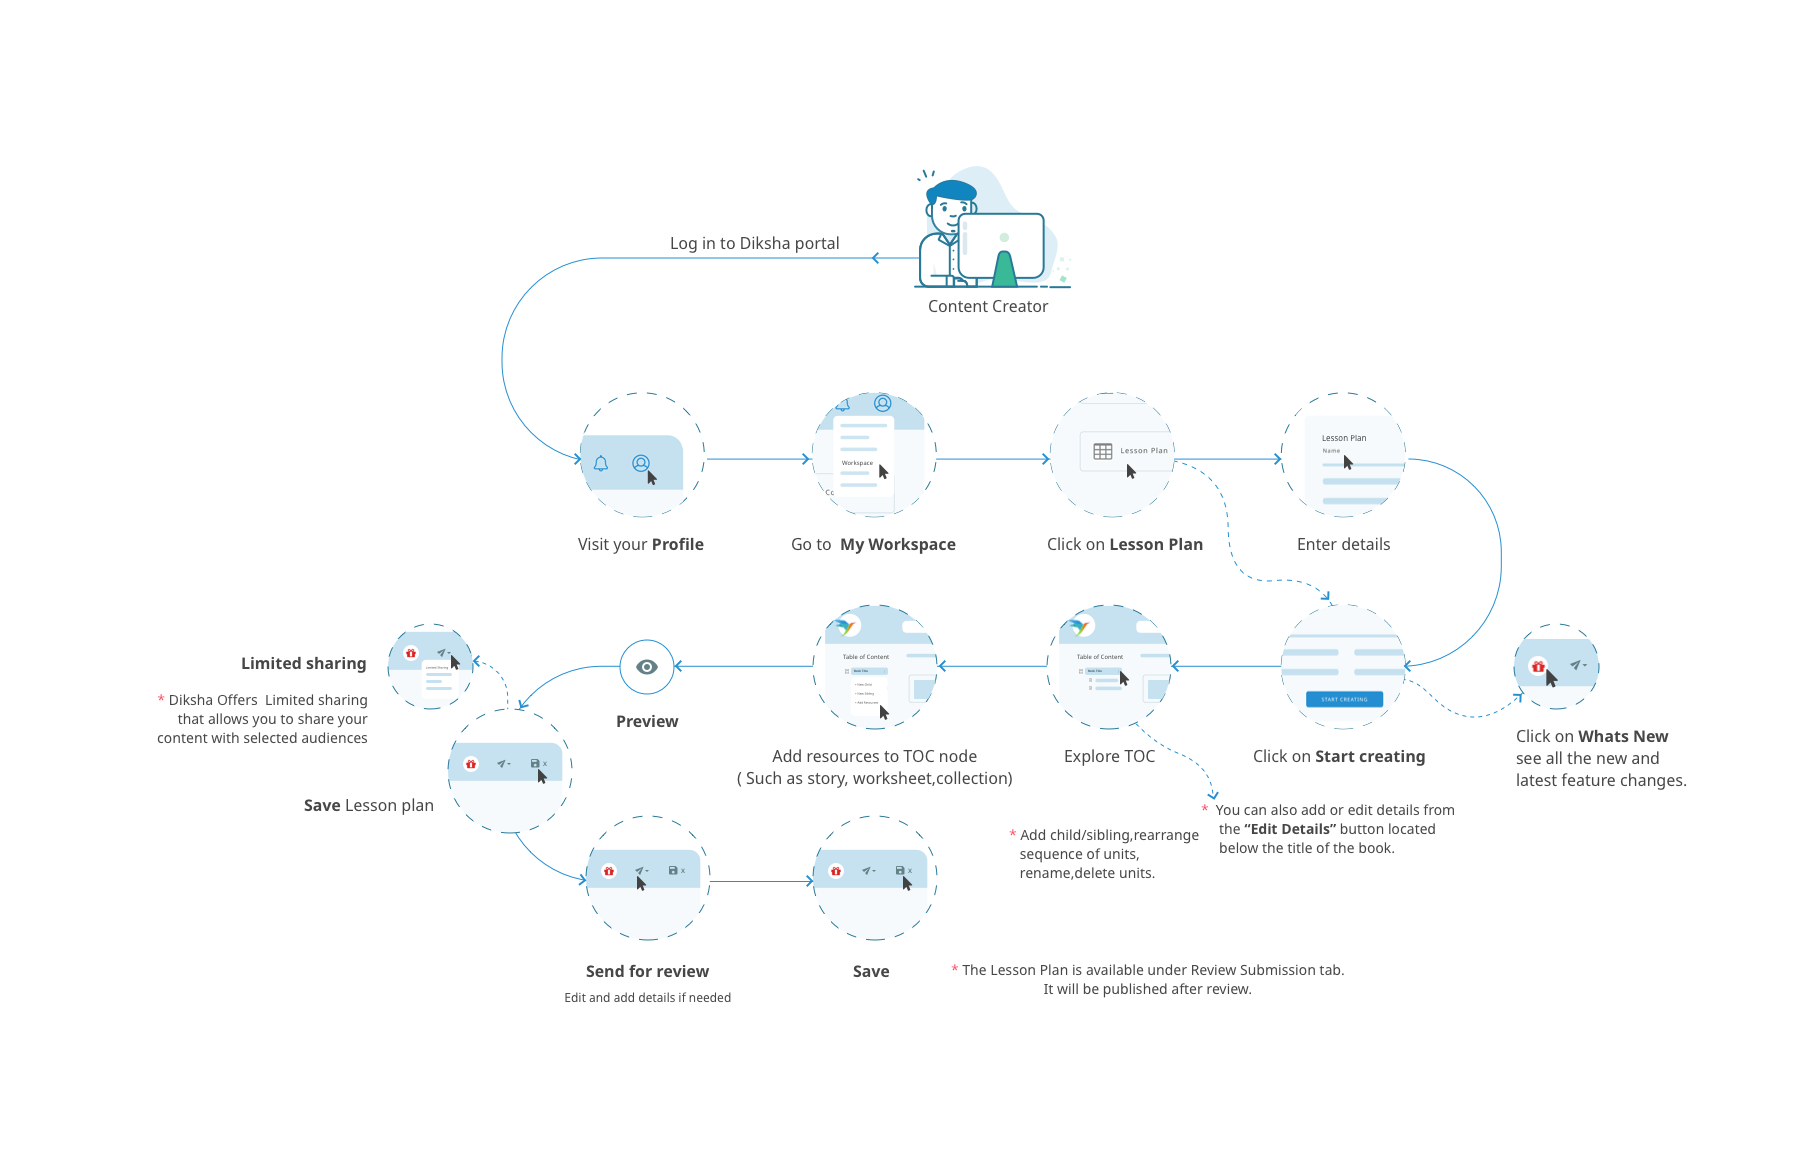 Log in to Diksha portal
Content Creator
Workspace
Co
Lesson Plan
Lesson Plan
Name
Visit your Profile
Go to My Workspace
Click on Lesson Plan
Enter details
Limited sharing
* Diksha Offers Limited sharing
that allows you to share your
content with selected audiences
Limited Sharing
Preview
Table of Content
Book Title
Add resources to TOC node
( Such as story, worksheet,collection)
Table of Content
Book Title
Explore TOC
START CREATING
Click on Start creating
Click on Whats New
see all the new and
latest feature changes.
x
Save Lesson plan
* You can also add or edit details from
the “Edit Details” button located
below the title of the book.
* Add child/sibling,rearrange
sequence of units,
rename,delete units.
x
x
Send for review
Edit and add details if needed
Save
* The Lesson Plan is available under Review Submission tab.
It will be published after review.